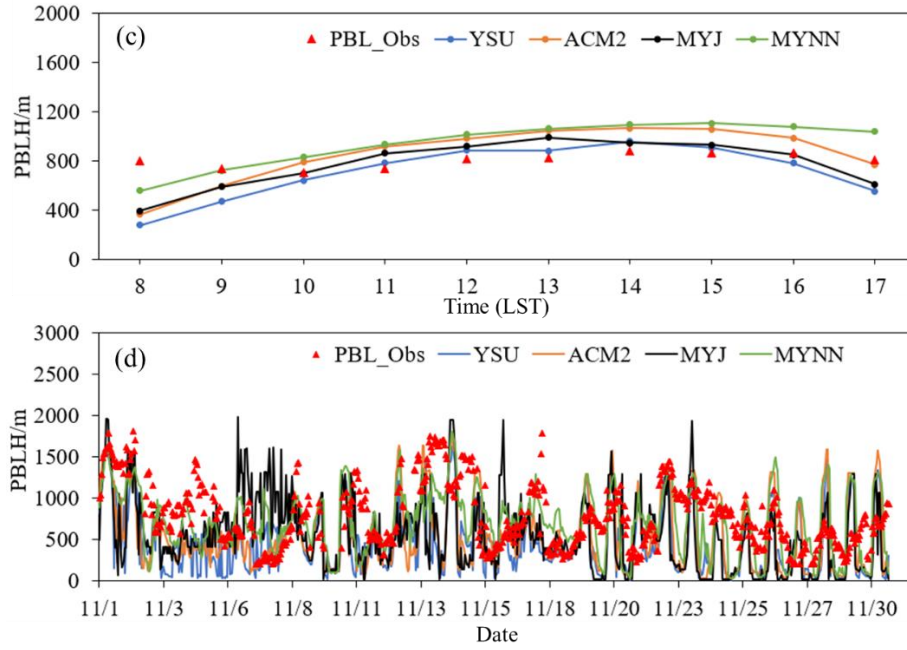 (c)
PBL_Obs YSU ACM2 MYJ MYNN
PBLH/m
2000
1600
1200
800
400
0
8 9 10 11 12 13 14 15 16 17
Time (LST)
(d)
PBL_Obs YSU ACM2 MYJ MYNN
PBLH/m
3000
2500
2000
1500
1000
500
0
11/1 11/3 11/6 11/8 11/11 11/13 11/15 11/18 11/20 11/23 11/25 11/27 11/30
Date